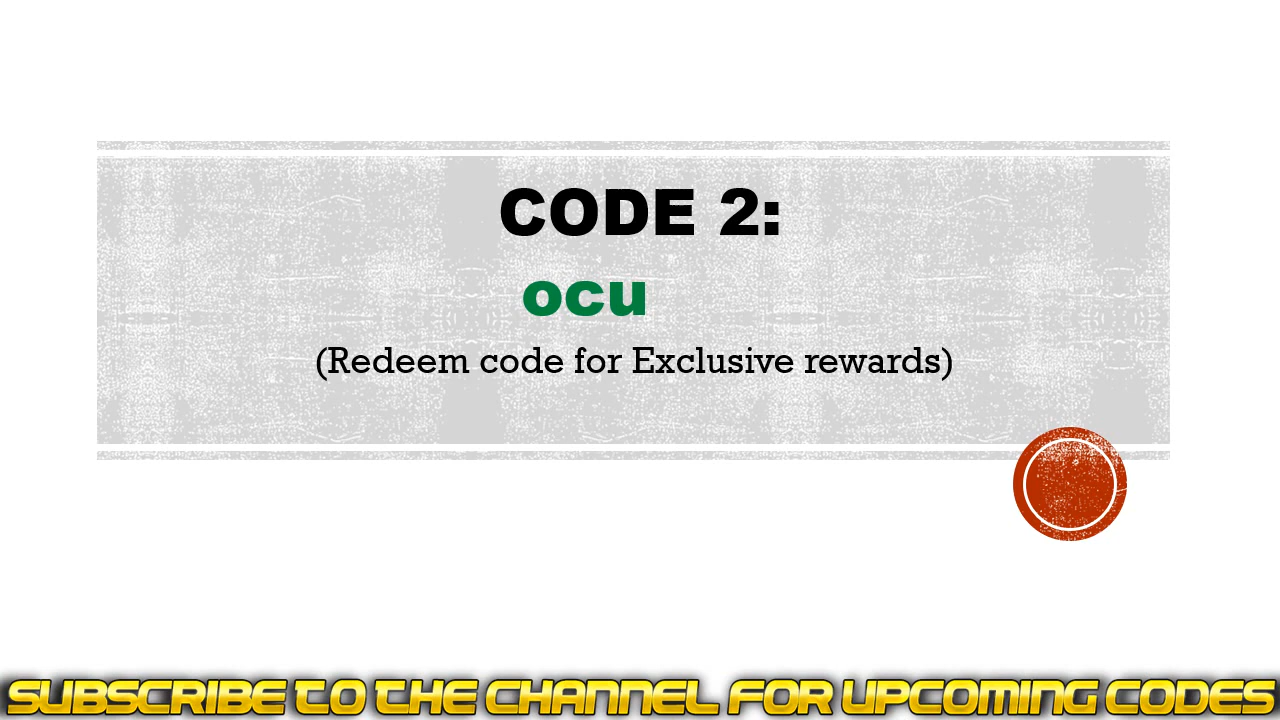 CODE 2:
ocu
(Redeem code for Exclusive rewards)
SUBSCRIBE TO THE CHANNEL FOR UPCOMING CODES